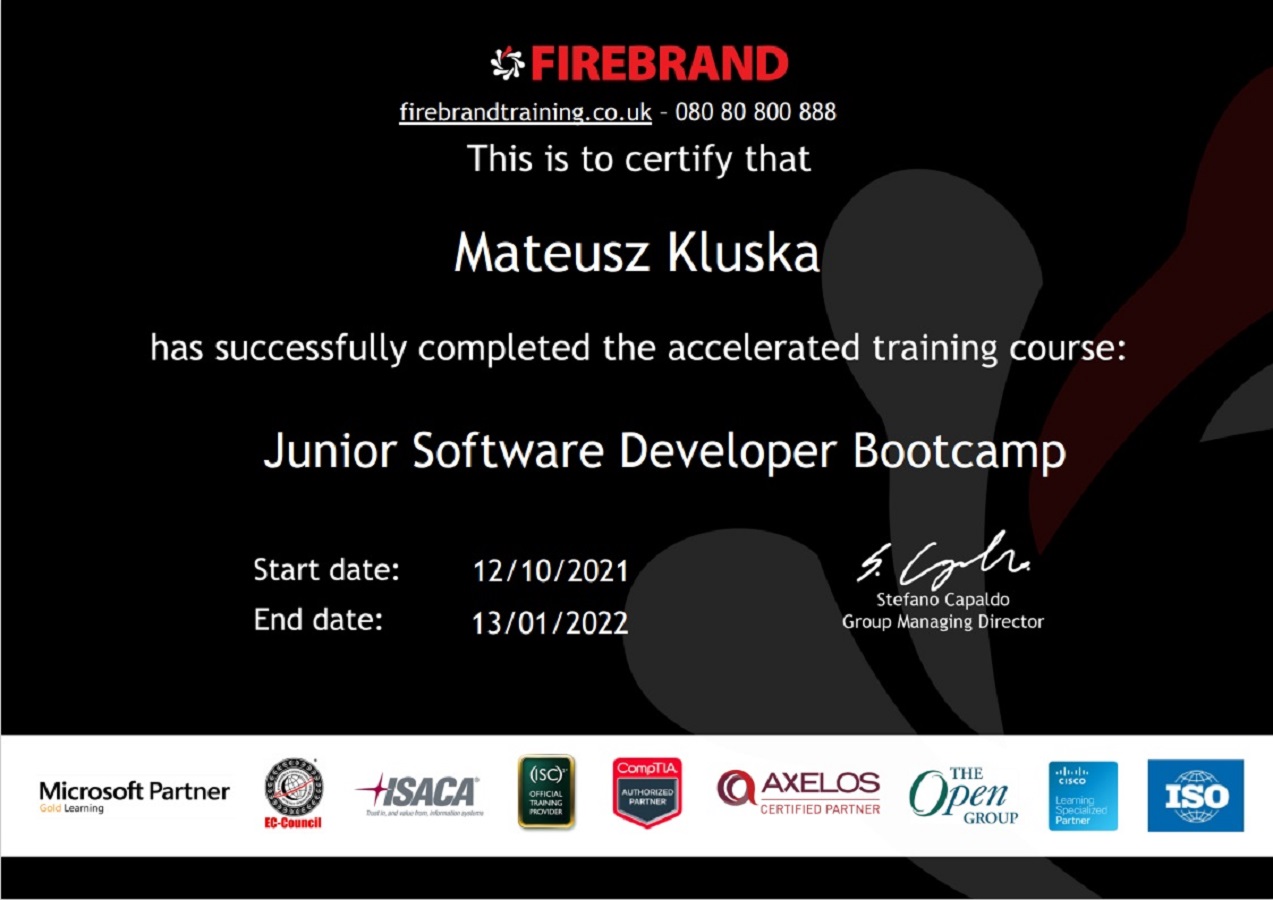 FIREBRAND
firebrandtraining.co.uk - 080 80 800 888
This is to certify that
Mateusz Kluska
has successfully completed the accelerated training course:
Junior Software Developer Bootcamp
Start date: 12/10/2021
End date: 13/01/2022
S. Capaldo
Stefano Capaldo
Group Managing Director
Microsoft Partner
Gold Learning
EC-Council
ISACA®
Trust in, and value from, information systems
(ISC)²
OFFICIAL
TRAINING
PROVIDER
CompTIA.
AUTHORIZED
PARTNER
AXELOS
CERTIFIED PARTNER
THE
Open
GROUP
CISCO
Learning
Specialized
Partner
ISO